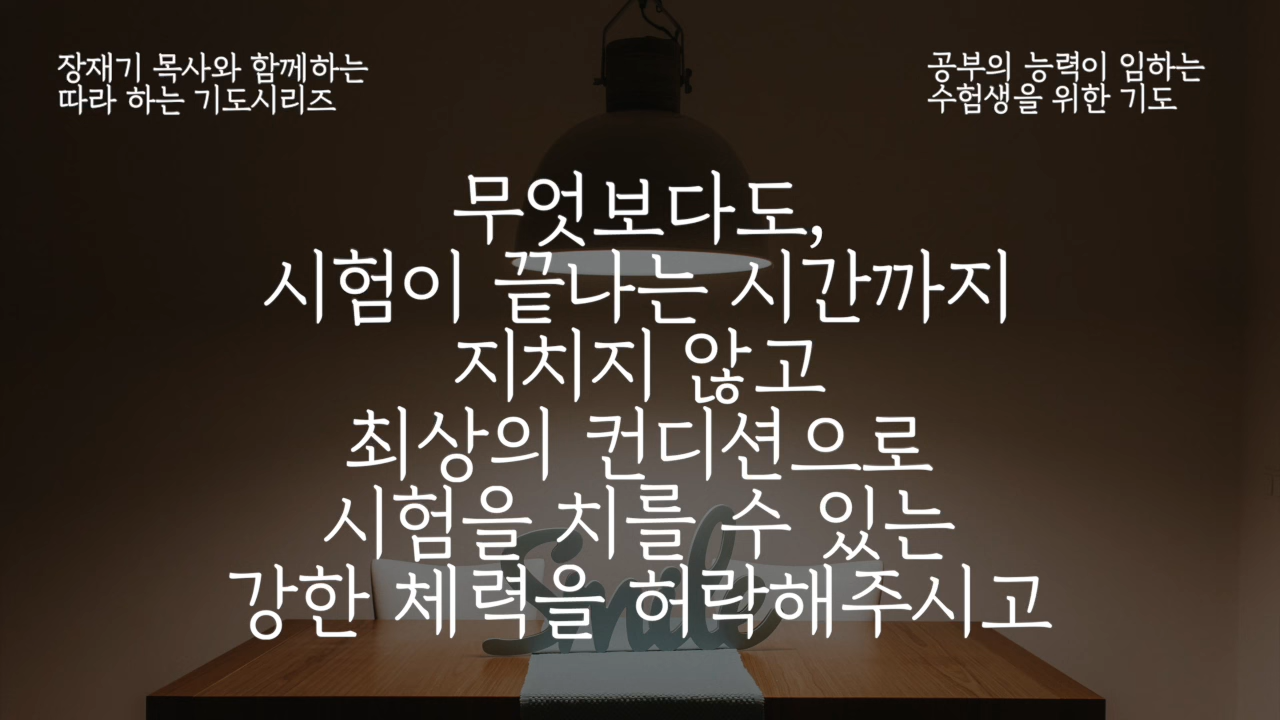 장재기 목사와 함께하는
따라 하는 기도시리즈
공부의 능력이 임하는
수험생을 위한 기도
무엇보다도,
시험이 끝나는 시간까지
지치지 않고
최상의 컨디션으로
시험을 치를 수 있는
강한 체력을 허락해주시고
Smile